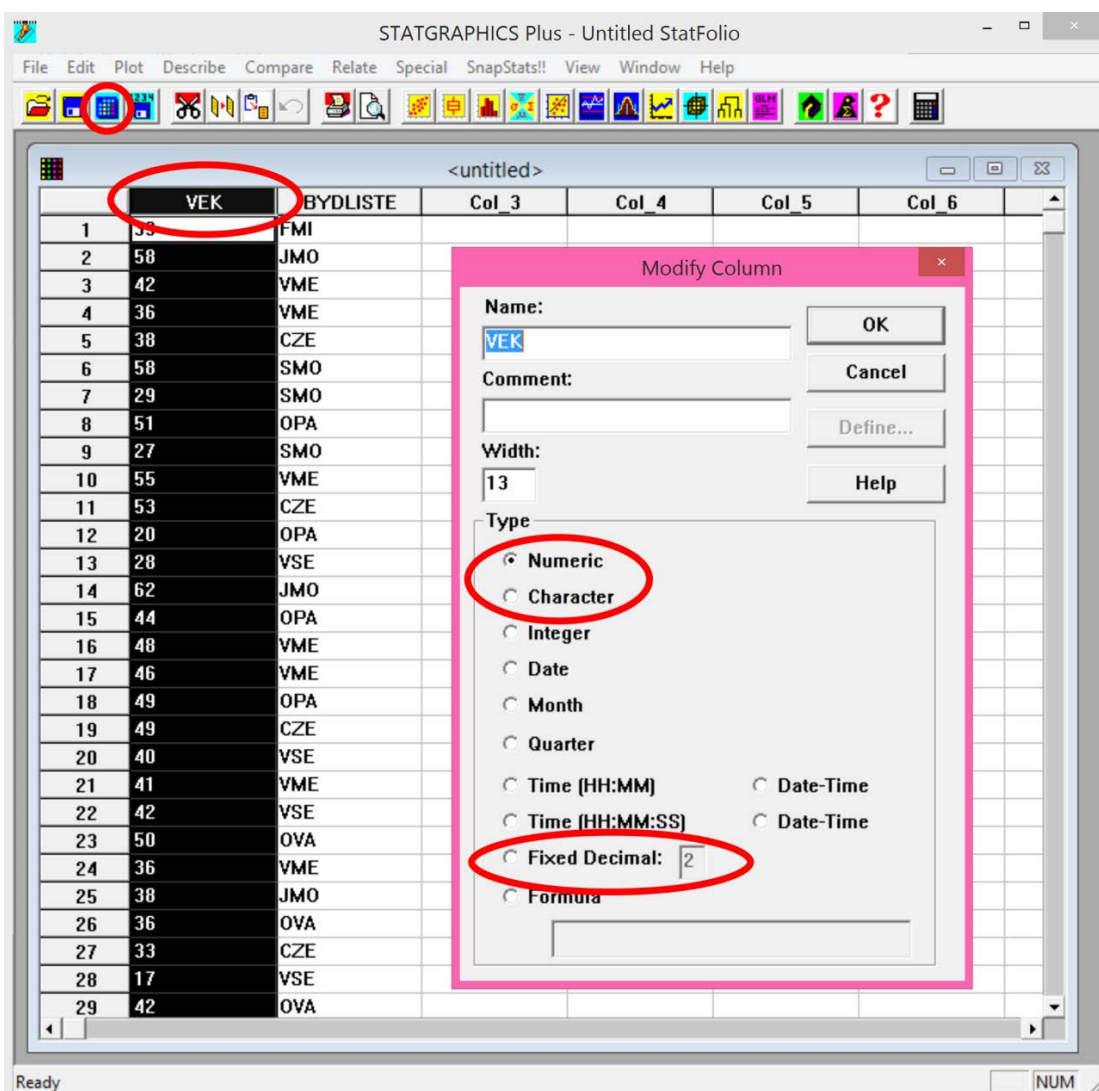 STATGRAPHICS Plus - Untitled StatFolio
File Edit Plot Describe Compare Relate Special SnapStats!! View Window Help
1234
GLM
<untitled>
VEK BYDLISTE Col_3 Col_4 Col_5 Col_6
1 FMI
2 58 JMO
3 42 VME
4 36 VME
5 38 CZE
6 58 SMO
7 29 SMO
8 51 OPA
9 27 SMO
10 55 VME
11 53 CZE
12 20 OPA
13 28 VSE
14 62 JMO
15 44 OPA
16 48 VME
17 46 VME
18 49 OPA
19 49 CZE
20 40 VSE
21 41 VME
22 42 VSE
23 50 OVA
24 36 VME
25 38 JMO
26 36 OVA
27 33 CZE
28 17 VSE
29 42 OVA
Modify Column
Name:
VEK
Comment:
Width:
13
OK
Cancel
Define...
Help
Type
Numeric
Character
Integer
Date
Month
Quarter
Time (HH:MM) Date-Time
Time (HH:MM:SS) Date-Time
Fixed Decimal: 2
Formula
Ready NUM